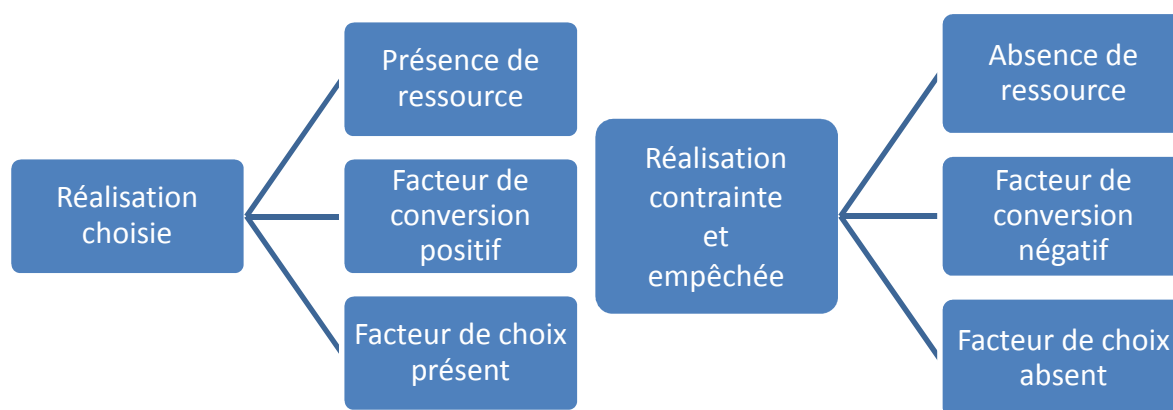 Réalisation
choisie
Présence de
ressource
Facteur de
conversion
positif
Facteur de choix
présent
Réalisation
contrainte
et
empêchée
Absence de
ressource
Facteur de
conversion
négatif
Facteur de choix
absent